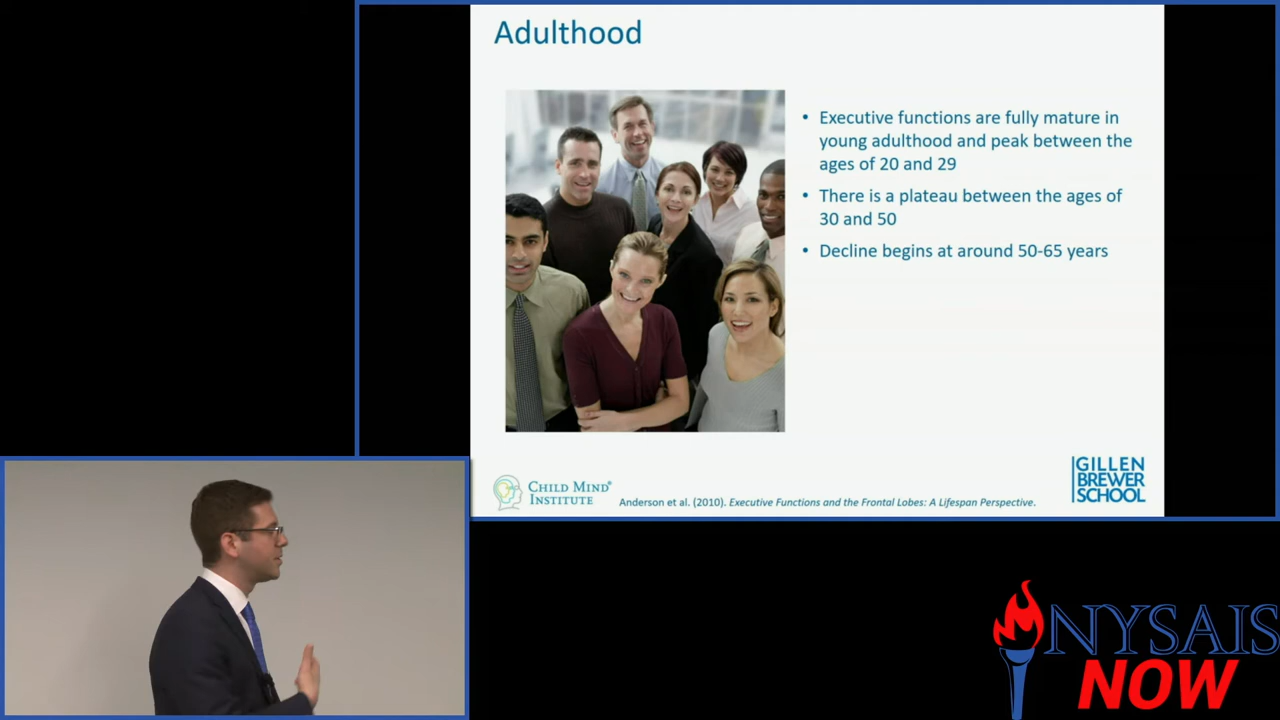 Adulthood
• Executive functions are fully mature in
young adulthood and peak between the
ages of 20 and 29
• There is a plateau between the ages of
30 and 50
• Decline begins at around 50-65 years
CHILD MIND®
INSTITUTE
Anderson et al. (2010). Executive Functions and the Frontal Lobes: A Lifespan Perspective.
GILLEN
BREWER
SCHOOL
NYSAIS
NOW